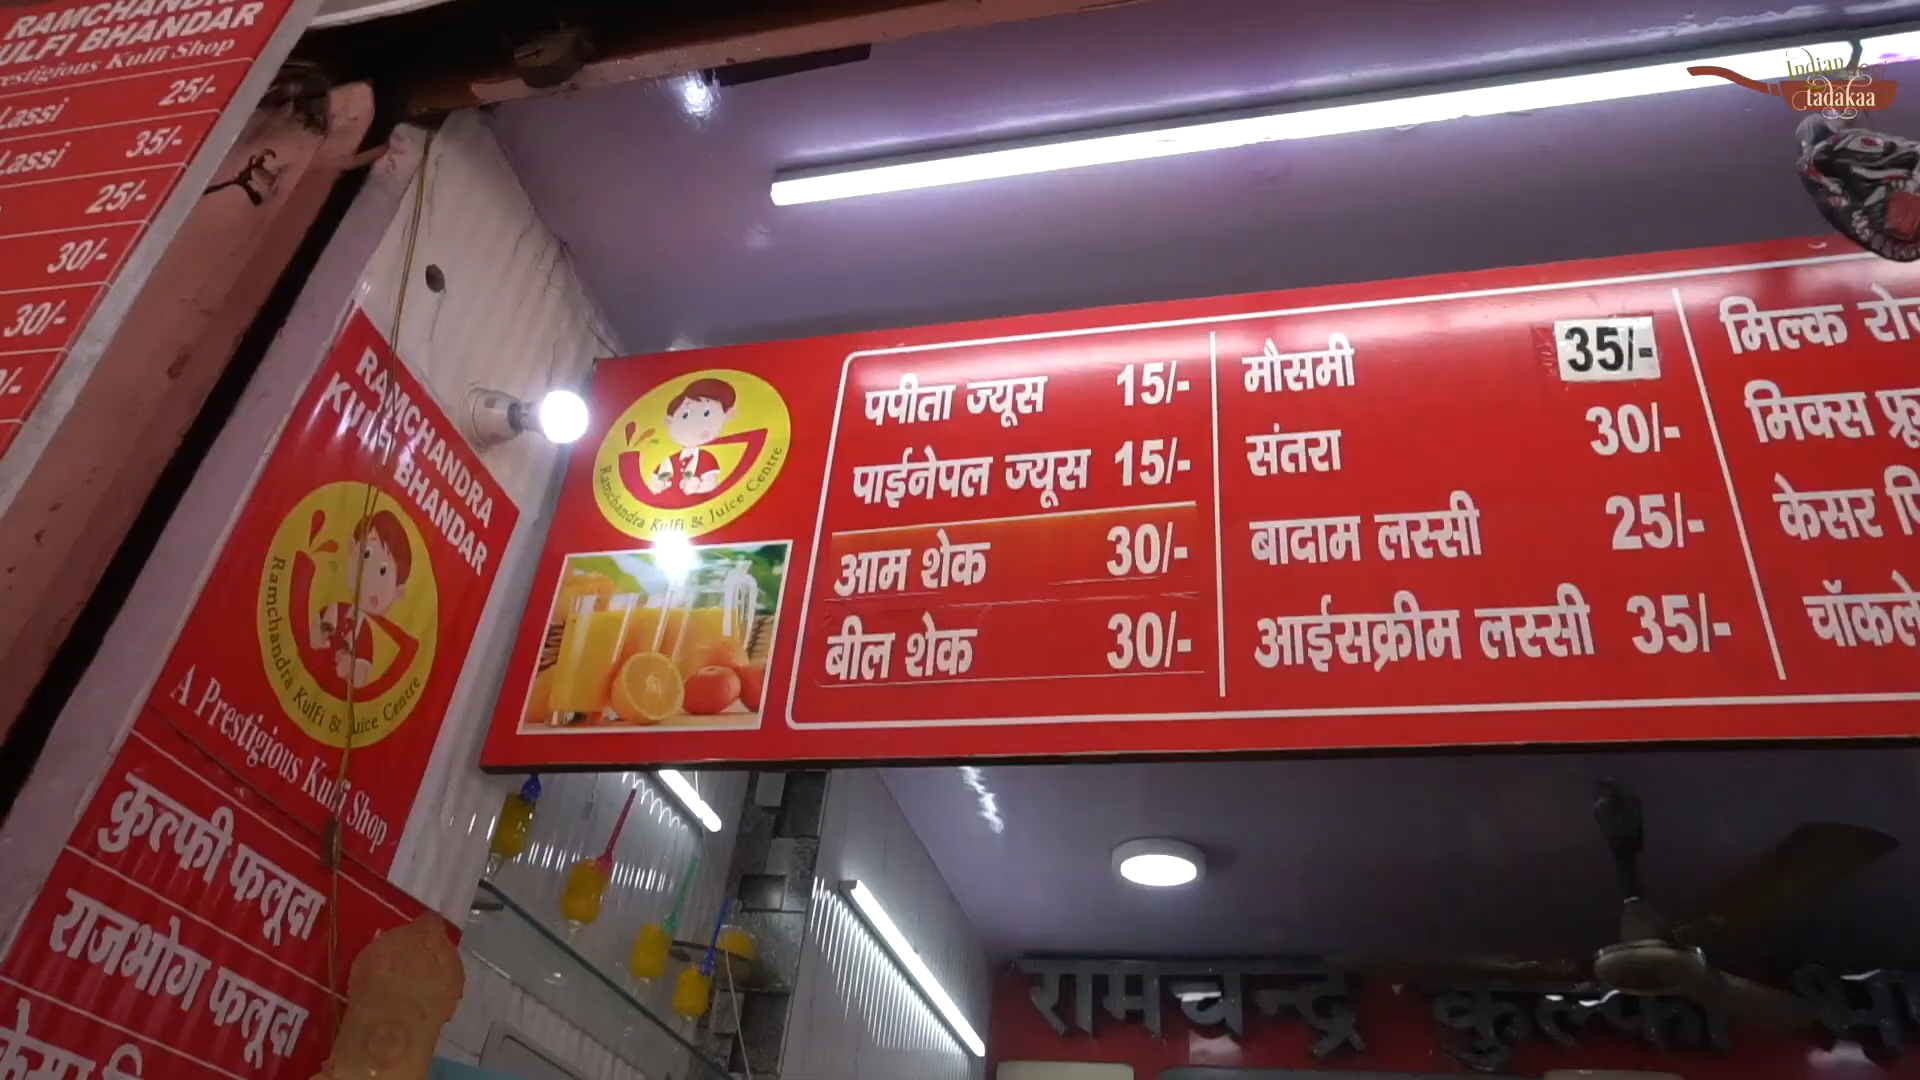 RAMCHANDRA
KULFI BHANDAR
Prestigious Kulfi Shop
Lassi 25/-
Lassi 35/-
25/-
30/-
30/-
RAMCHANDRA
KULFI BHANDAR
Ramchandra Kulfi & Juice Centre
A Prestigious Kulfi Shop
कुल्फी फलूदा
राजभोग फलूदा
Ramchandra Kulfi & Juice Centre
पपीता ज्यूस 15/-
पाईनेपल ज्यूस 15/-
आम शेक 30/-
बील शेक 30/-
मौसमी 35/-
संतरा 30/-
बादाम लस्सी 25/-
आईसक्रीम लस्सी 35/-
मिल्क
मिक्स
केसर
रामचन्द्र कुल्फी
Indian
tadakaa